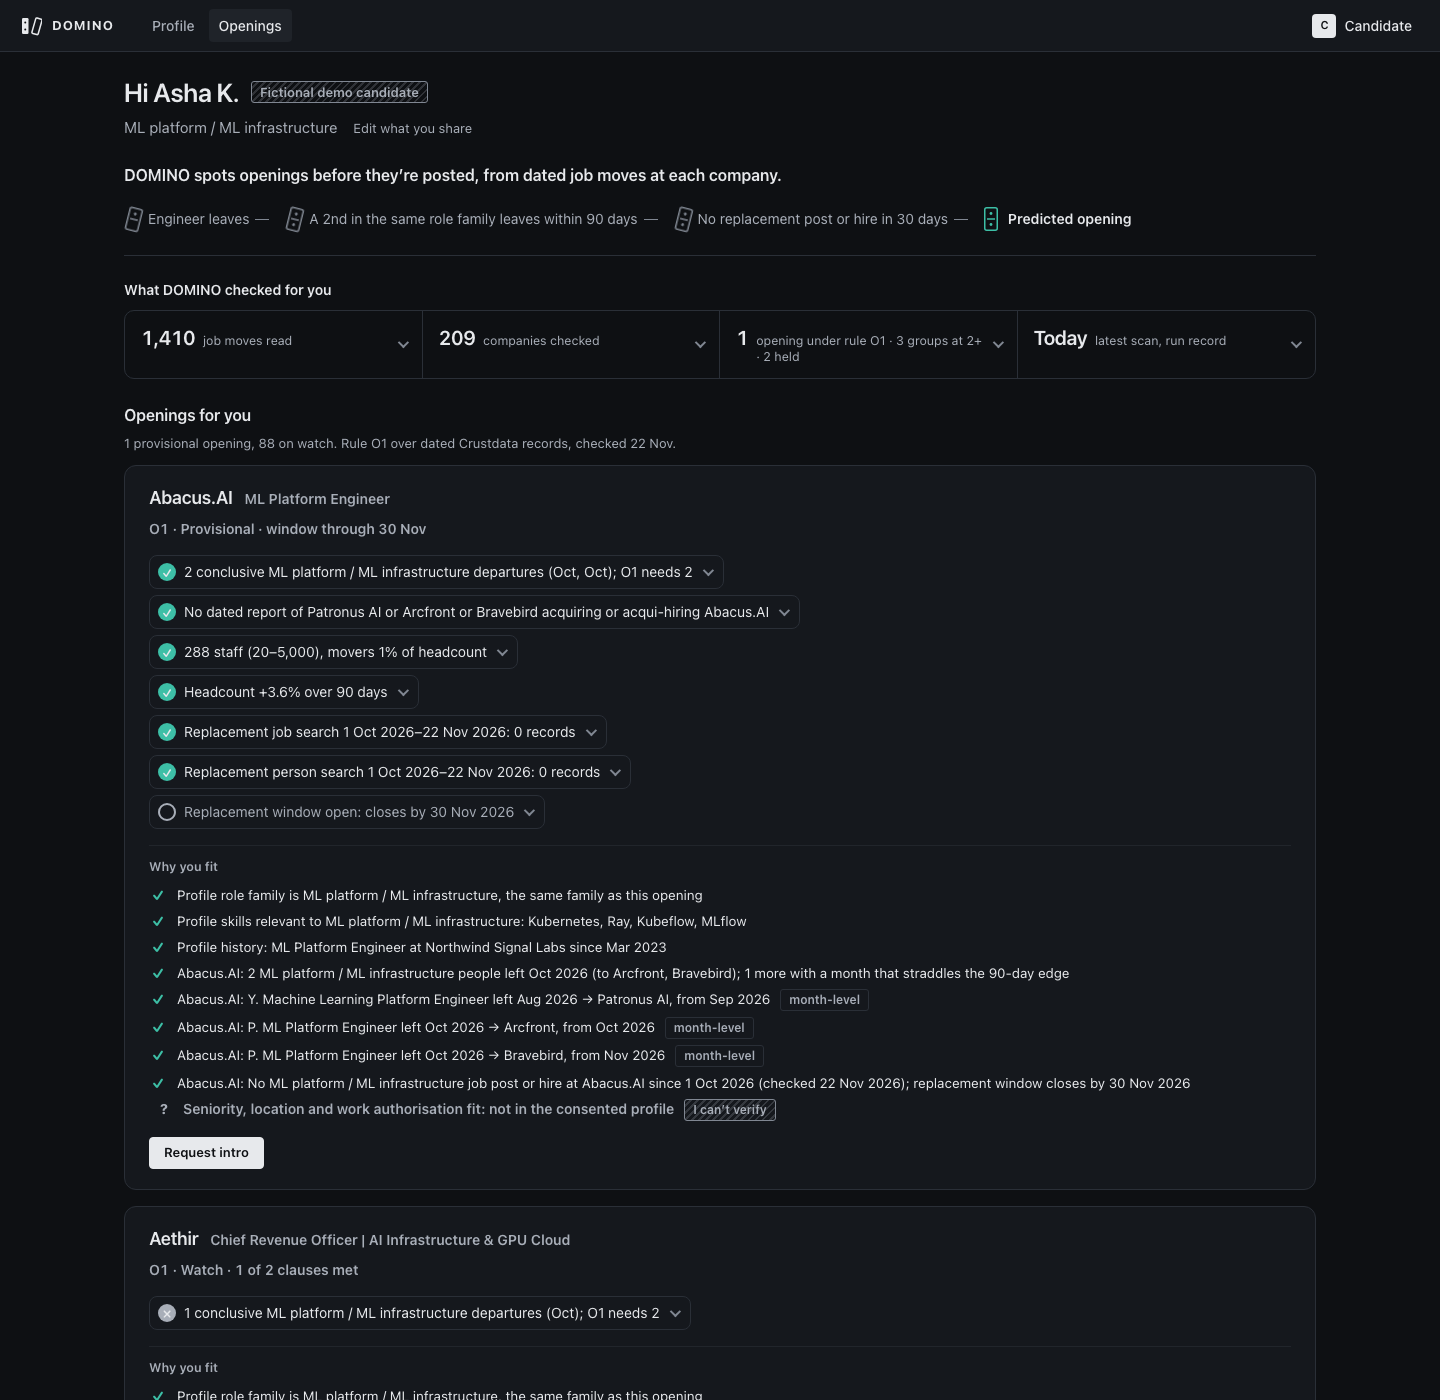 DOMINO
Profile
Openings
C
Candidate
Hi Asha K.
Fictional demo candidate
ML platform / ML infrastructure
Edit what you share
DOMINO spots openings before they’re posted, from dated job moves at each company.
Engineer leaves —
A 2nd in the same role family leaves within 90 days —
No replacement post or hire in 30 days —
Predicted opening
What DOMINO checked for you
1,410 job moves read
209 companies checked
1 opening under rule O1 · 3 groups at 2+
· 2 held
Today latest scan, run record
Openings for you
1 provisional opening, 88 on watch. Rule O1 over dated Crustdata records, checked 22 Nov.
Abacus.AI ML Platform Engineer
O1 · Provisional · window through 30 Nov
2 conclusive ML platform / ML infrastructure departures (Oct, Oct); O1 needs 2
No dated report of Patronus AI or Arcfront or Bravebird acquiring or acqui-hiring Abacus.AI
288 staff (20–5,000), movers 1% of headcount
Headcount +3.6% over 90 days
Replacement job search 1 Oct 2026–22 Nov 2026: 0 records
Replacement person search 1 Oct 2026–22 Nov 2026: 0 records
Replacement window open: closes by 30 Nov 2026
Why you fit
Profile role family is ML platform / ML infrastructure, the same family as this opening
Profile skills relevant to ML platform / ML infrastructure: Kubernetes, Ray, Kubeflow, MLflow
Profile history: ML Platform Engineer at Northwind Signal Labs since Mar 2023
Abacus.AI: 2 ML platform / ML infrastructure people left Oct 2026 (to Arcfront, Bravebird); 1 more with a month that straddles the 90-day edge
Abacus.AI: Y. Machine Learning Platform Engineer left Aug 2026 → Patronus AI, from Sep 2026 month-level
Abacus.AI: P. ML Platform Engineer left Oct 2026 → Arcfront, from Oct 2026 month-level
Abacus.AI: P. ML Platform Engineer left Oct 2026 → Bravebird, from Nov 2026 month-level
Abacus.AI: No ML platform / ML infrastructure job post or hire at Abacus.AI since 1 Oct 2026 (checked 22 Nov 2026); replacement window closes by 30 Nov 2026
? Seniority, location and work authorisation fit: not in the consented profile I can’t verify
Request intro
Aethir Chief Revenue Officer | AI Infrastructure & GPU Cloud
O1 · Watch · 1 of 2 clauses met
1 conclusive ML platform / ML infrastructure departures (Oct); O1 needs 2
Why you fit
Profile role family is ML platform / ML infrastructure, the same family as this opening